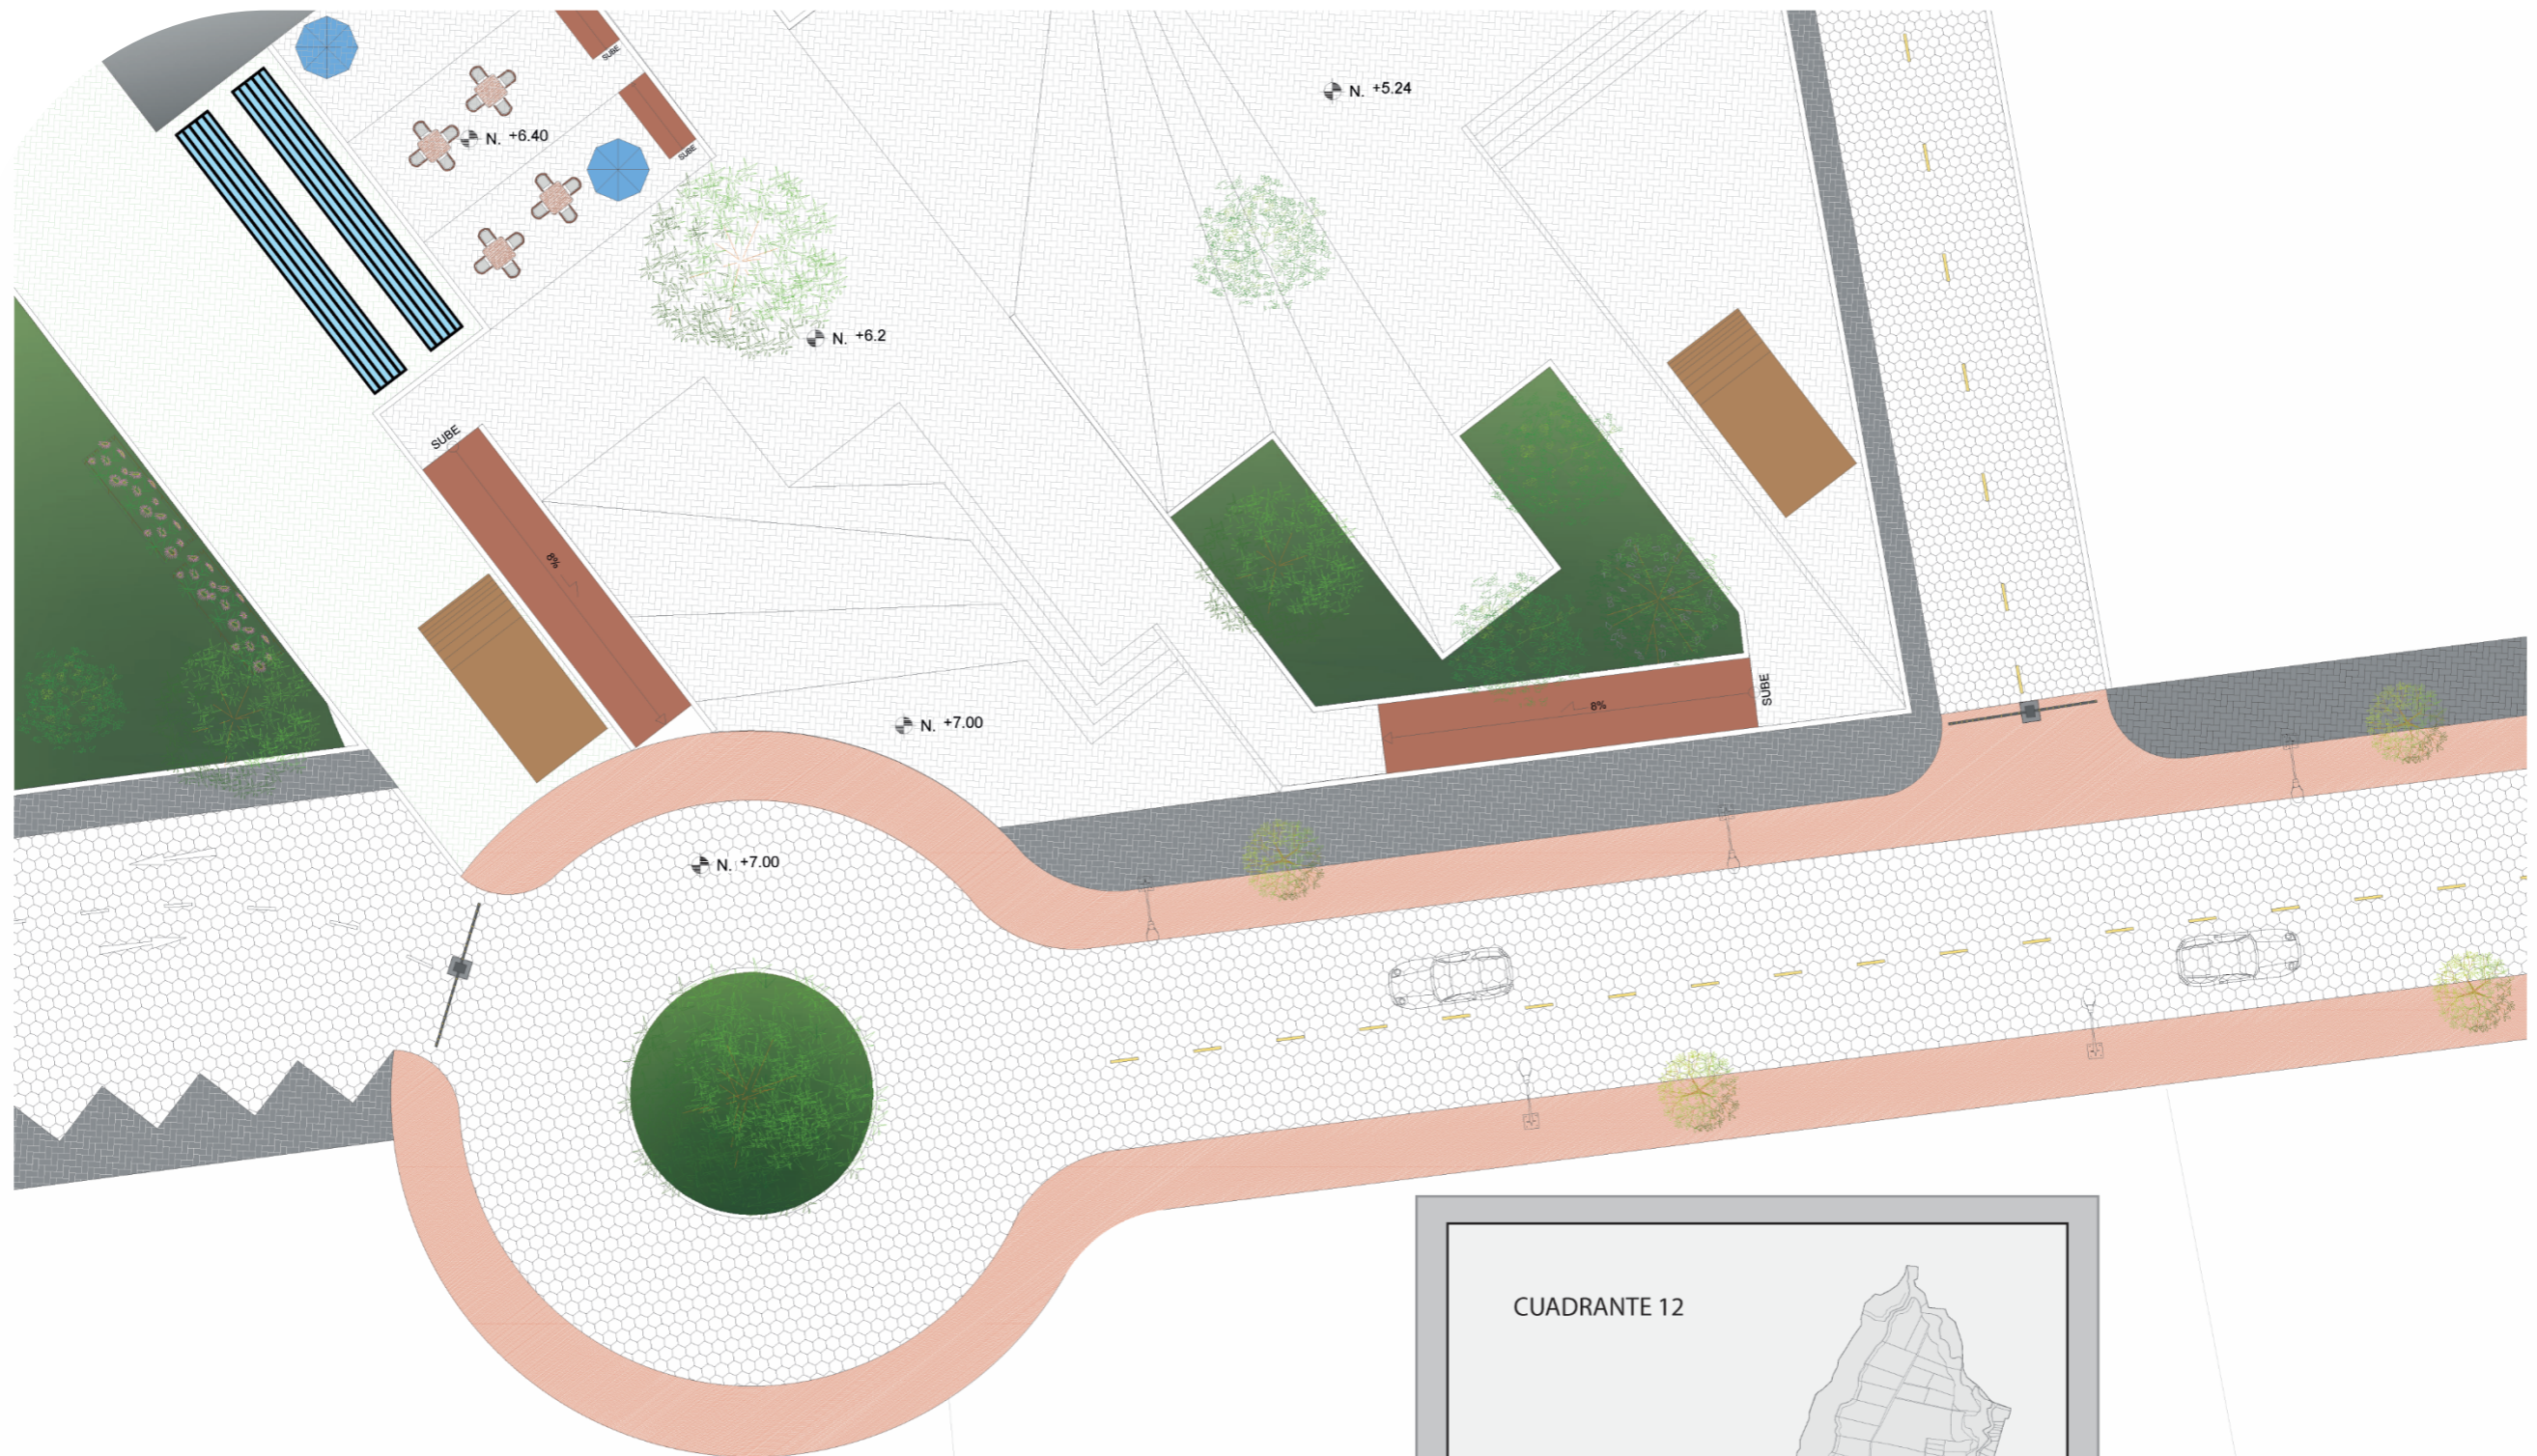 SUBE
N. +5.24
N. +6.40
SUBE
N. +6.2
SUBE
8%
SUBE
8%
N. +7.00
N. +7.00
CUADRANTE 12